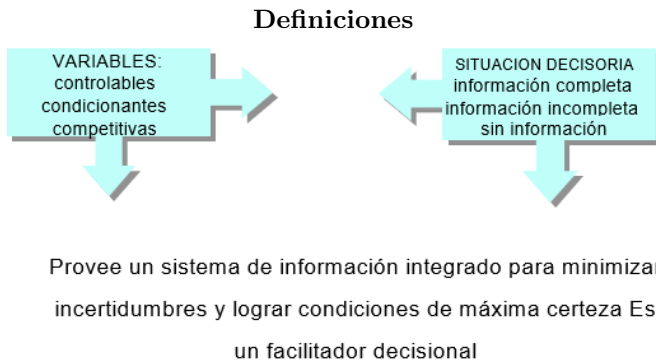 Definiciones
VARIABLES:
controlables
condicionantes
competitivas
SITUACION DECISORIA
información completa
información incompleta
sin información
Provee un sistema de información integrado para minimizar
incertidumbres y lograr condiciones de máxima certeza Es
un facilitador decisional